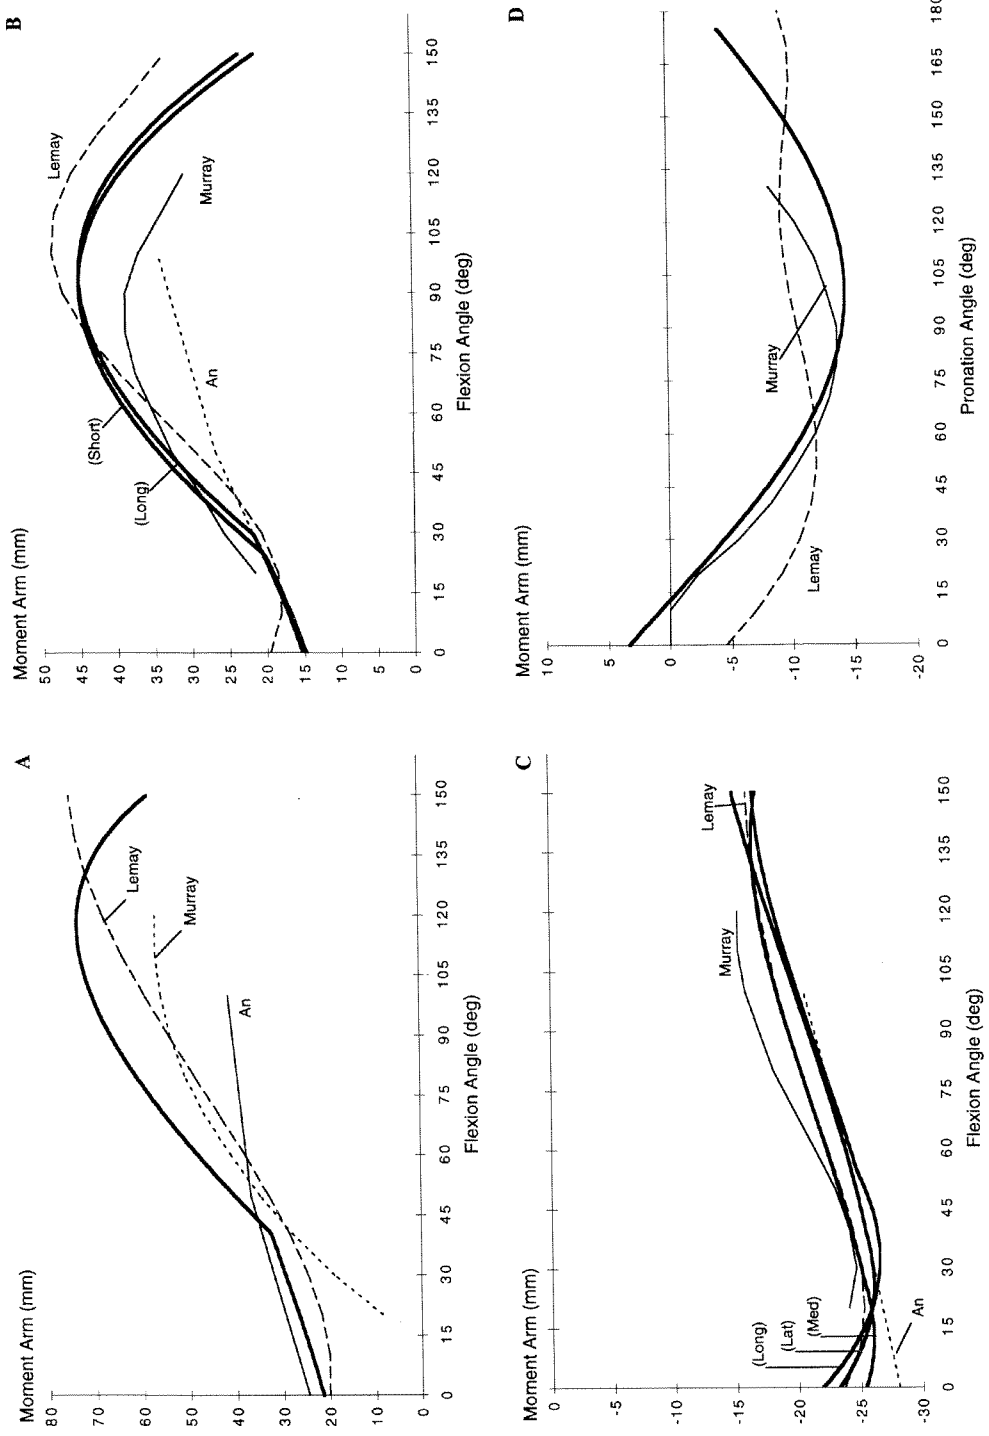 A
Moment Arm (mm)
80
70
60
50
40
30
20
10
0
0 15 30 45 60 75 90 105 120 135 150
Flexion Angle (deg)
Lemay
Murray
An
B
Moment Arm (mm)
50
45
40
35
30
25
20
15
10
5
0
0 15 30 45 60 75 90 105 120 135 150
Flexion Angle (deg)
Lemay
Murray
An
(Short)
(Long)
C
Moment Arm (mm)
0
-5
-10
-15
-20
-25
-30
0 15 30 45 60 75 90 105 120 135 150
Flexion Angle (deg)
Lemay
Murray
(Long)
(Lat)
(Med)
An
D
Moment Arm (mm)
10
5
0
-5
-10
-15
-20
0 15 30 45 60 75 90 105 120 135 150 165 180
Pronation Angle (deg)
Murray
Lemay